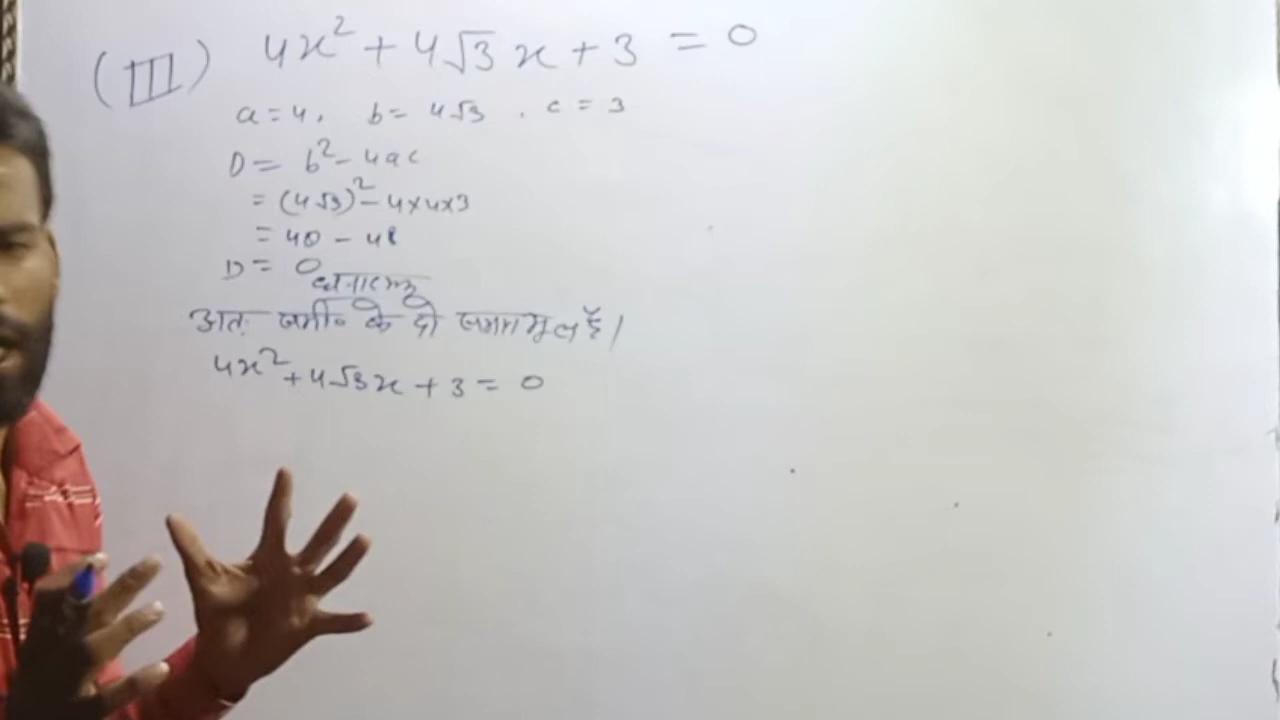 (III) 4x² + 4√3 x + 3 = 0
a = 4, b = 4√3 , c = 3
D = b² - 4ac
= (4√3)² - 4×4×3
= 48 - 48
D = 0
अतः समी० के दो समान मूल हैं।
4x² + 4√3x + 3 = 0